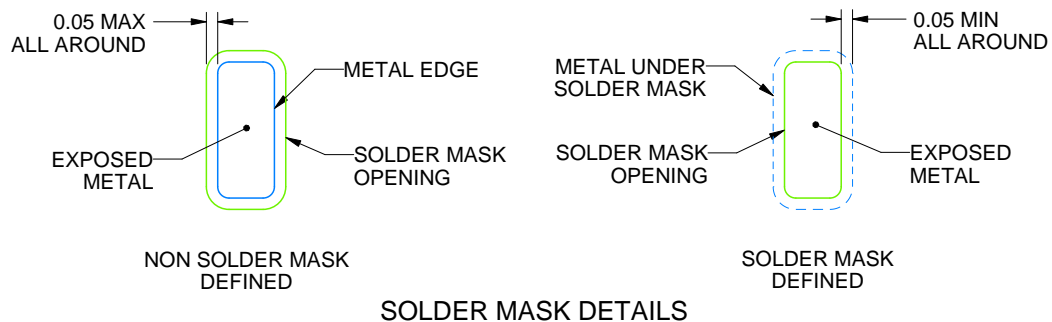 0.05 MAX
ALL AROUND
METAL EDGE
EXPOSED
METAL
SOLDER MASK
OPENING
NON SOLDER MASK
DEFINED
0.05 MIN
ALL AROUND
METAL UNDER
SOLDER MASK
SOLDER MASK
OPENING
EXPOSED
METAL
SOLDER MASK
DEFINED
SOLDER MASK DETAILS